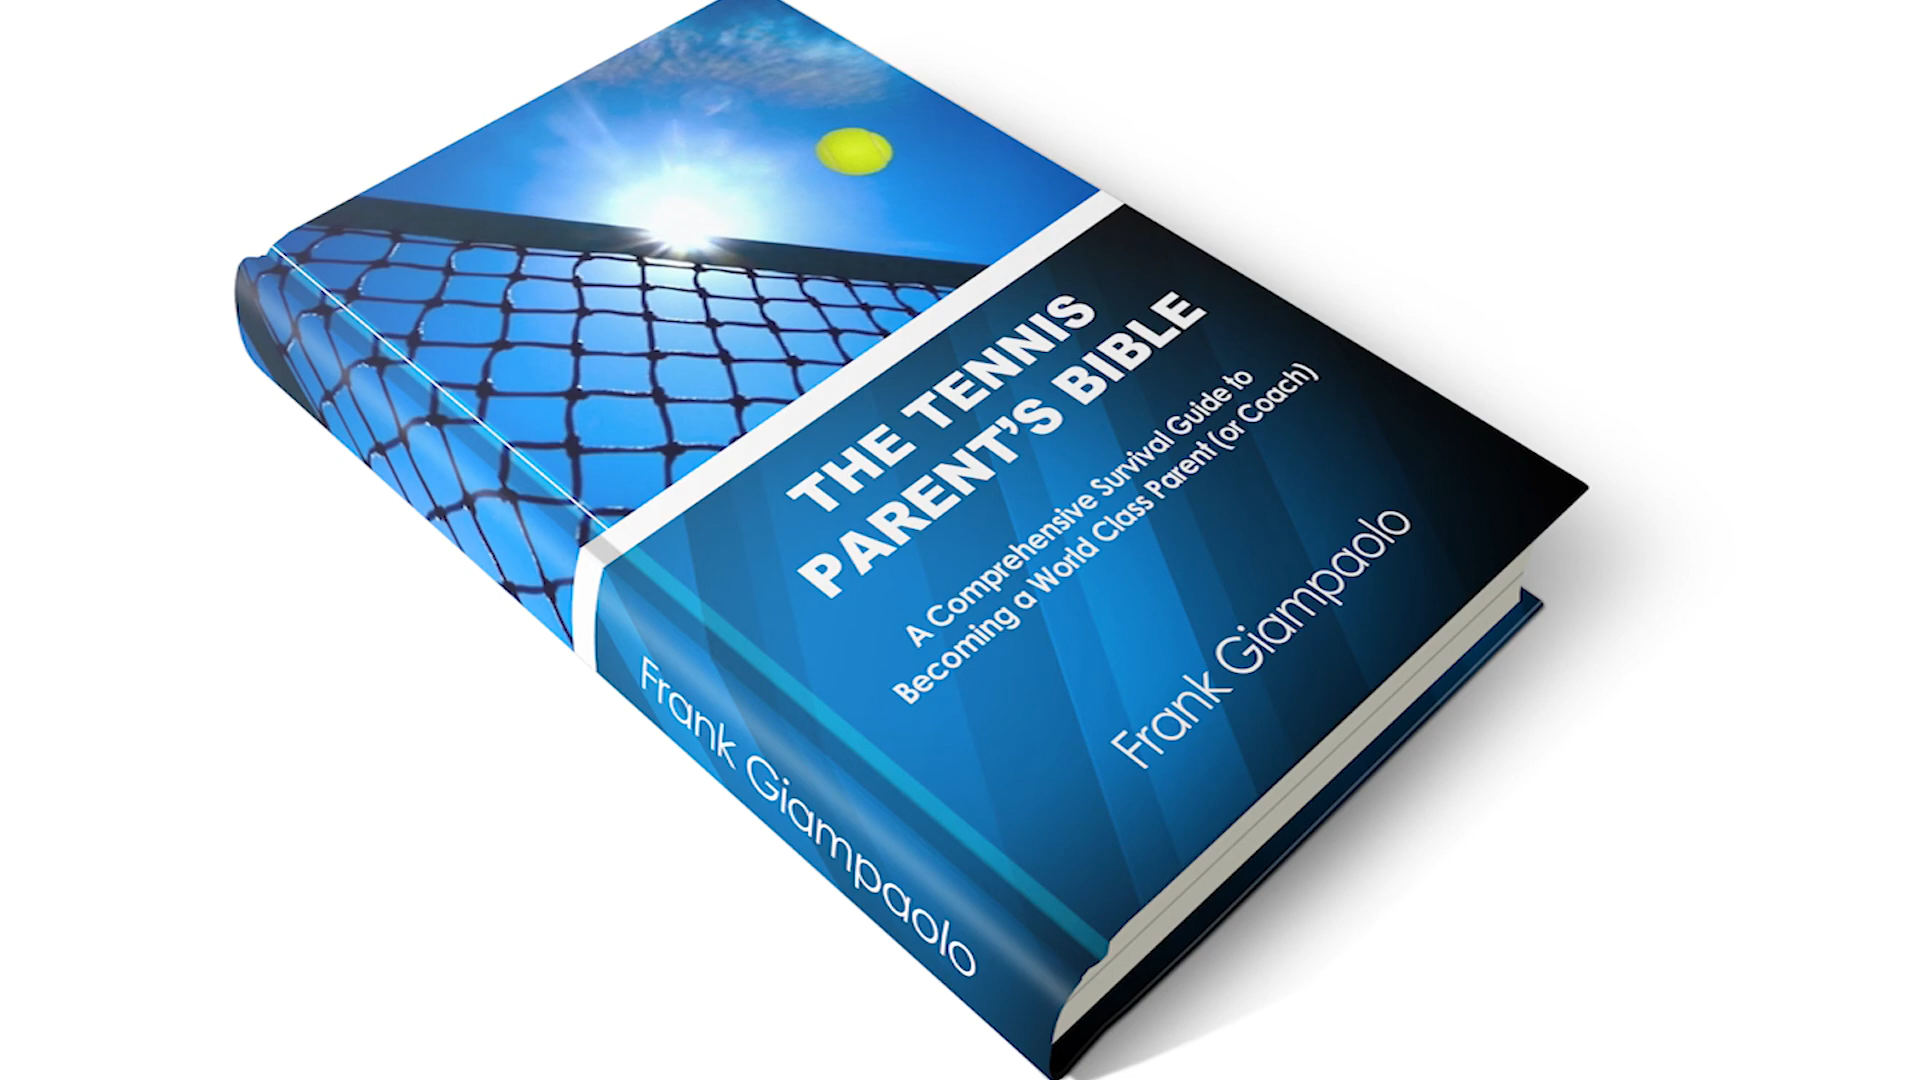 THE TENNIS
PARENT'S BIBLE
A Comprehensive Survival Guide to
Becoming a World Class Parent (or Coach)
Frank Giampaolo
Frank Giampaolo